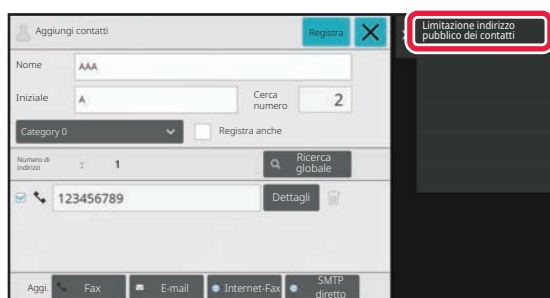 Aggiungi contatti
Registra
Limitazione indirizzo
pubblico dei contatti
Nome
AAA
Iniziale
A
Cerca
numero
2
Category 0
Registra anche
Numero di
indirizzi
:
1
Ricerca
globale
123456789
Dettagli
Aggi.
Fax
E-mail
Internet-Fax
SMTP
diretto